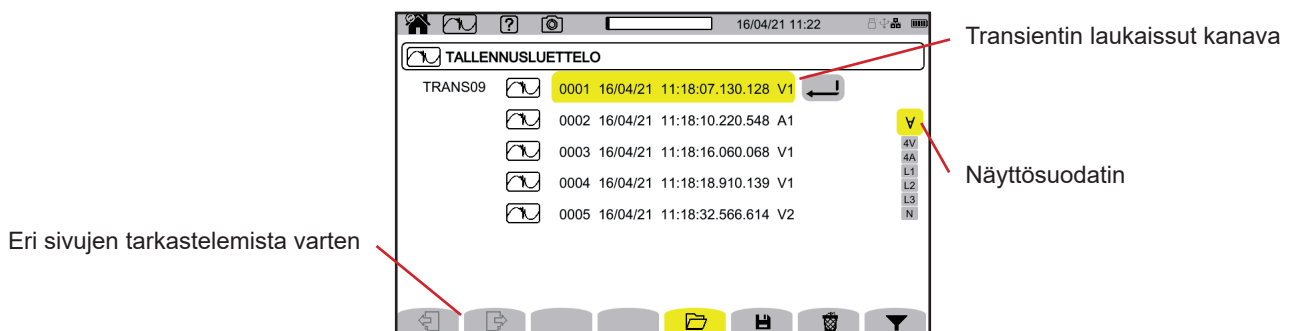 16/04/21 11:22
Transientin laukaissut kanava
TALLENNUSLUETTELO
TRANS09
0001 16/04/21 11:18:07.130.128 V1
0002 16/04/21 11:18:10.220.548 A1
0003 16/04/21 11:18:16.060.068 V1
0004 16/04/21 11:18:18.910.139 V1
0005 16/04/21 11:18:32.566.614 V2
∀
4V
4A
L1
L2
L3
N
Näyttösuodatin
Eri sivujen tarkastelemista varten